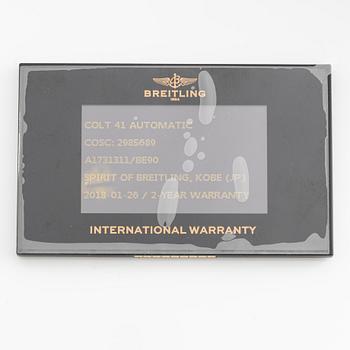 BREITLING
1884
COLT 41 AUTOMATIC
COSC: 2985689
A1731311/BE90
SPIRIT OF BREITLING, KOBE (JP)
2018-01-26 / 2-YEAR WARRANTY
INTERNATIONAL WARRANTY